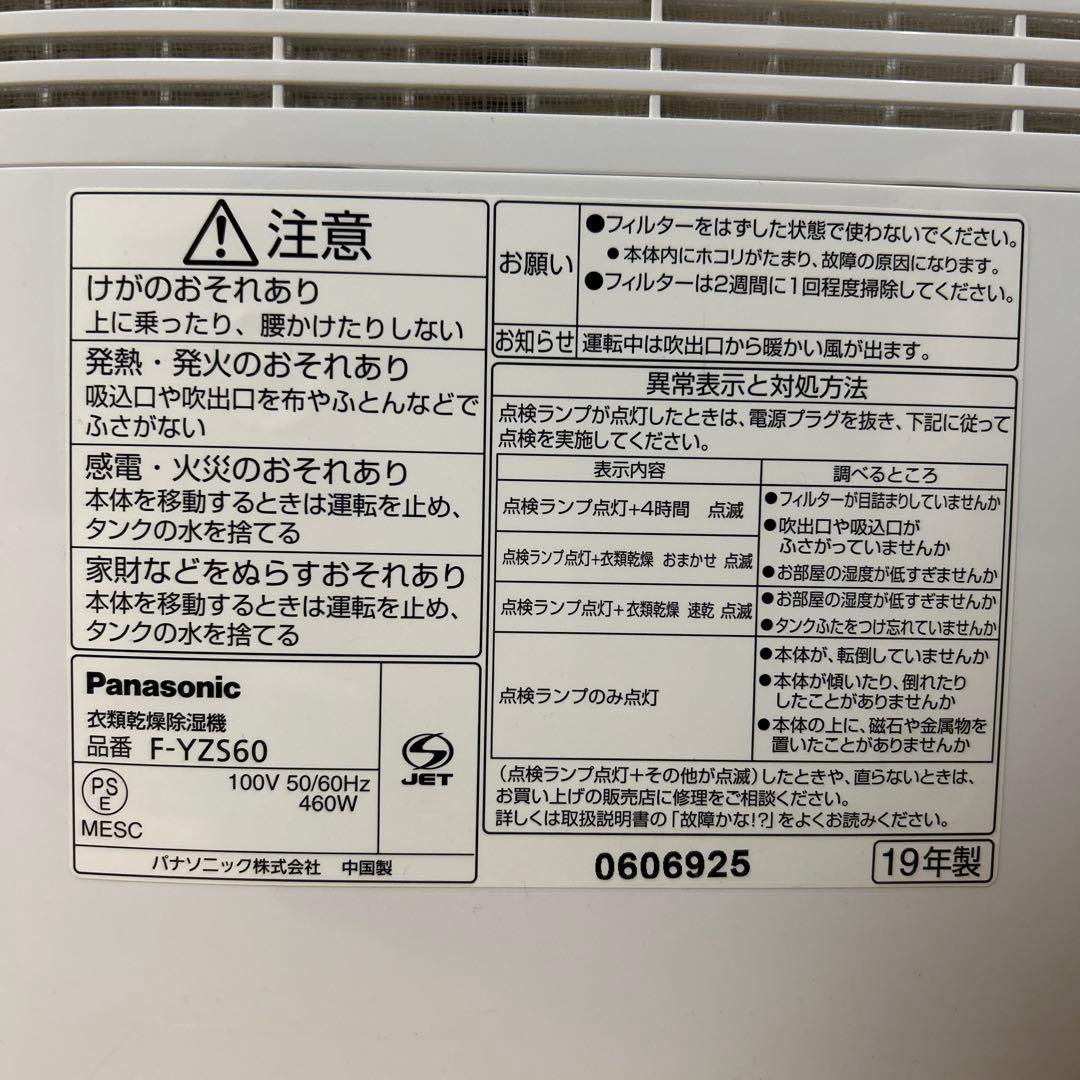 注意
けがのおそれあり
上に乗ったり、腰かけたりしない
発熱・発火のおそれあり
吸込口や吹出口を布やふとんなどで
ふさがない
感電・火災のおそれあり
本体を移動するときは運転を止め、
タンクの水を捨てる
家財などをぬらすおそれあり
本体を移動するときは運転を止め、
タンクの水を捨てる
Panasonic
衣類乾燥除湿機
品番 F-YZS60
PS
E
MESC
100V 50/60Hz
460W
JET
パナソニック株式会社 中国製
お願い
●フィルターをはずした状態で使わないでください。
●本体内にホコリがたまり、故障の原因になります。
●フィルターは2週間に1回程度掃除してください。
お知らせ 運転中は吹出口から暖かい風が出ます。
異常表示と対処方法
点検ランプが点灯したときは、電源プラグを抜き、下記に従って
点検を実施してください。
表示内容 調べるところ
点検ランプ点灯+4時間 点滅
点検ランプ点灯+衣類乾燥 おまかせ 点滅
●フィルターが目詰まりしていませんか
●吹出口や吸込口が
ふさがっていませんか
●お部屋の湿度が低すぎませんか
点検ランプ点灯+衣類乾燥 速乾 点滅
●お部屋の湿度が低すぎませんか
●タンクふたをつけ忘れていませんか
点検ランプのみ点灯
●本体が、転倒していませんか
●本体が傾いたり、倒れたり
したことがありませんか
●本体の上に、磁石や金属物を
置いたことがありませんか
(点検ランプ点灯+その他が点滅)したときや、直らないときは、
お買い上げの販売店に修理をご相談ください。
詳しくは取扱説明書の「故障かな!?」をよくお読みください。
0606925
19年製